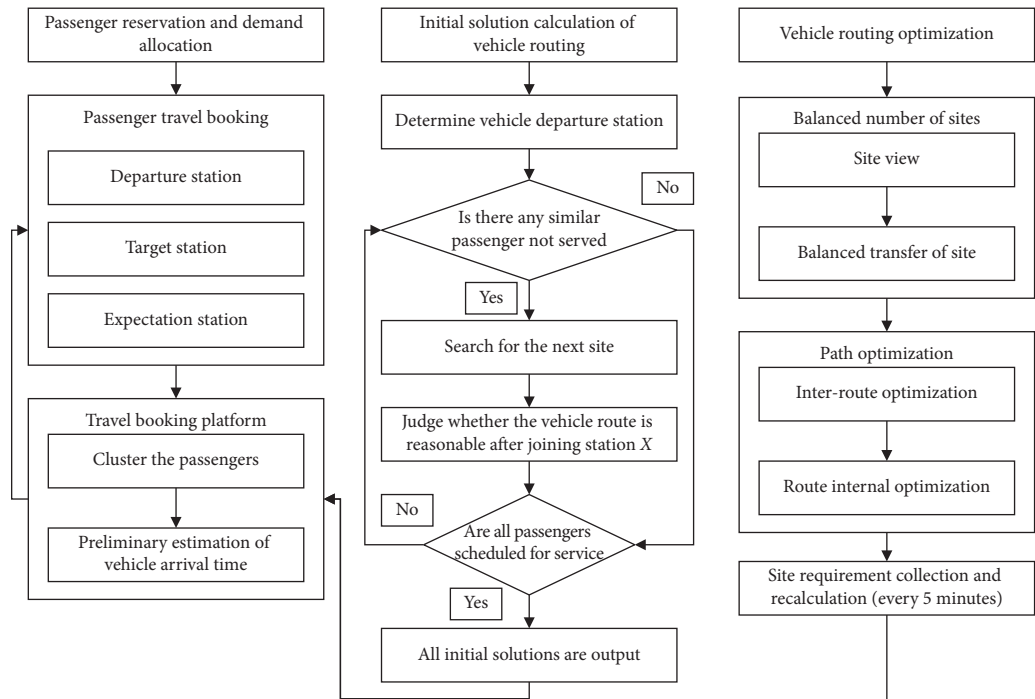 Passenger reservation and demand
allocation
Passenger travel booking
Departure station
Target station
Expectation station
Travel booking platform
Cluster the passengers
Preliminary estimation of
vehicle arrival time
Initial solution calculation of
vehicle routing
Determine vehicle departure station
No
Is there any similar
passenger not served
Yes
Search for the next site
Judge whether the vehicle route is
reasonable after joining station X
No
Are all passengers
scheduled for service
Yes
All initial solutions are output
Vehicle routing optimization
Balanced number of sites
Site view
Balanced transfer of site
Path optimization
Inter-route optimization
Route internal optimization
Site requirement collection and
recalculation (every 5 minutes)